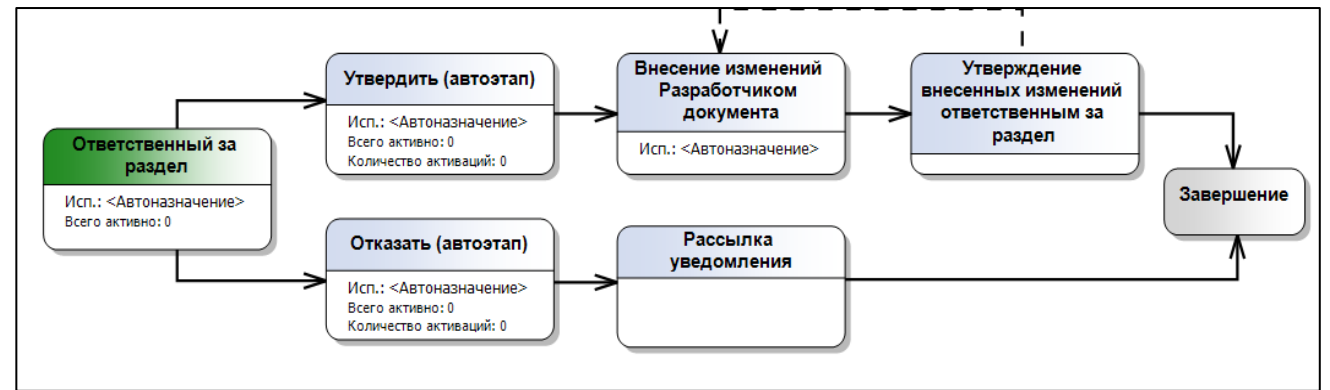 Ответственный за
раздел
Исп.: <Автоназначение>
Всего активно: 0
Утвердить (автоэтап)
Исп.: <Автоназначение>
Всего активно: 0
Количество активаций: 0
Внесение изменений
Разработчиком
документа
Исп.: <Автоназначение>
Утверждение
внесенных изменений
ответственным за
раздел
Завершение
Отказать (автоэтап)
Исп.: <Автоназначение>
Всего активно: 0
Количество активаций: 0
Рассылка
уведомления